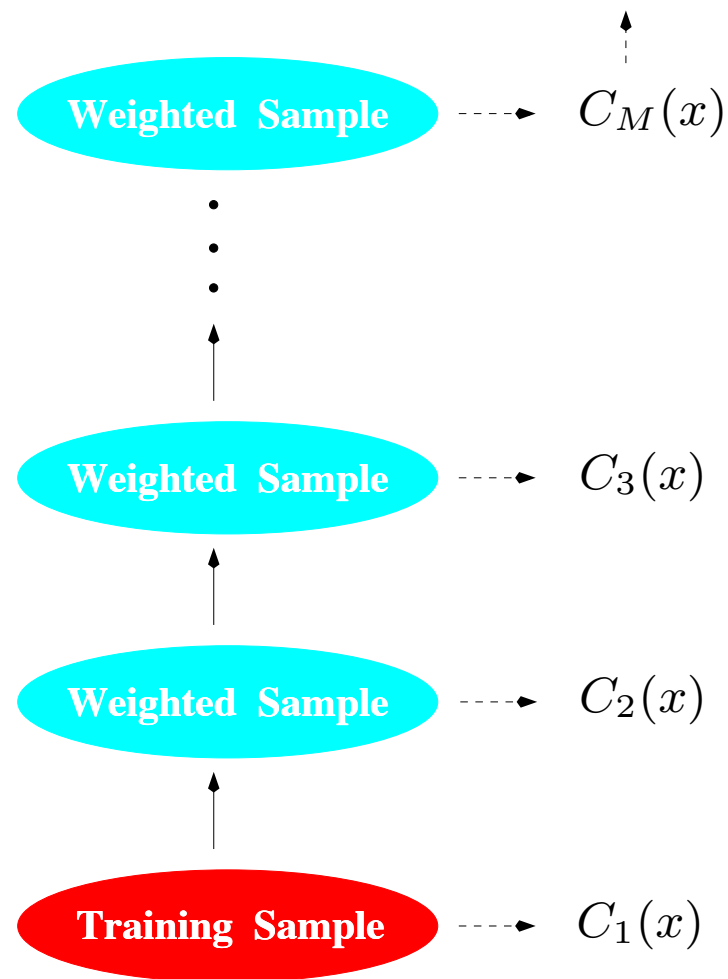 Weighted Sample C_M(x)
Weighted Sample C_3(x)
Weighted Sample C_2(x)
Training Sample C_1(x)